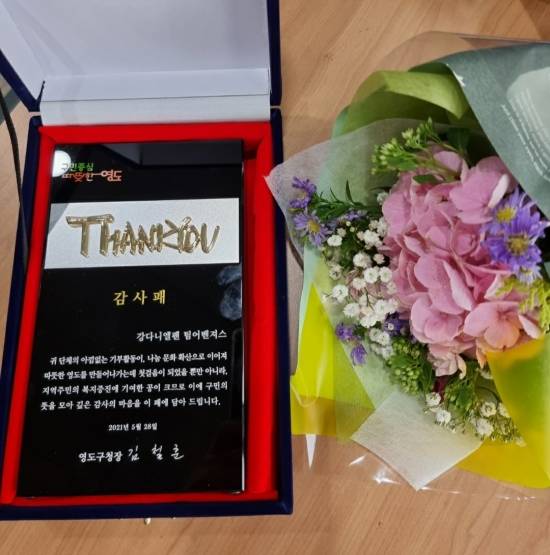 구민중심
따뜻한 영도
THANK YOU
감사패
강다니엘팬 팀어벤저스
귀 단체의 아낌없는 기부활동이, 나눔 문화 확산으로 이어져
따뜻한 영도를 만들어나가는데 첫걸음이 되었을 뿐만 아니라,
지역주민의 복지증진에 기여한 공이 크므로 이에 구민의
뜻을 모아 깊은 감사의 마음을 이 패에 담아 드립니다.
2021년 5월 28일
영도구청장 김 철 훈